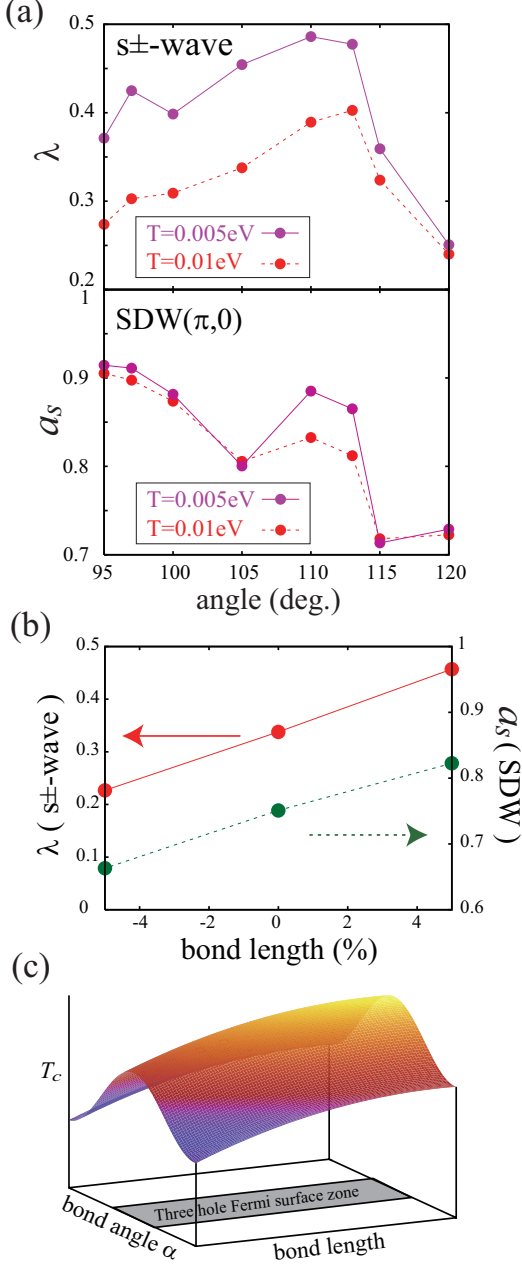 (a)
s±-wave
λ
0.5
0.4
0.3
0.2
T=0.005eV
T=0.01eV
SDW(π,0)
a_S
1
0.9
0.8
0.7
T=0.005eV
T=0.01eV
95 100 105 110 115 120
angle (deg.)
(b)
λ ( s±-wave)
0.5
0.4
0.3
0.2
0.1
0
1
0.9
0.8
0.7
0.6
a_S ( SDW )
-4 -2 0 2 4
bond length (%)
(c)
T_c
Three hole Fermi surface zone
bond angle α
bond length